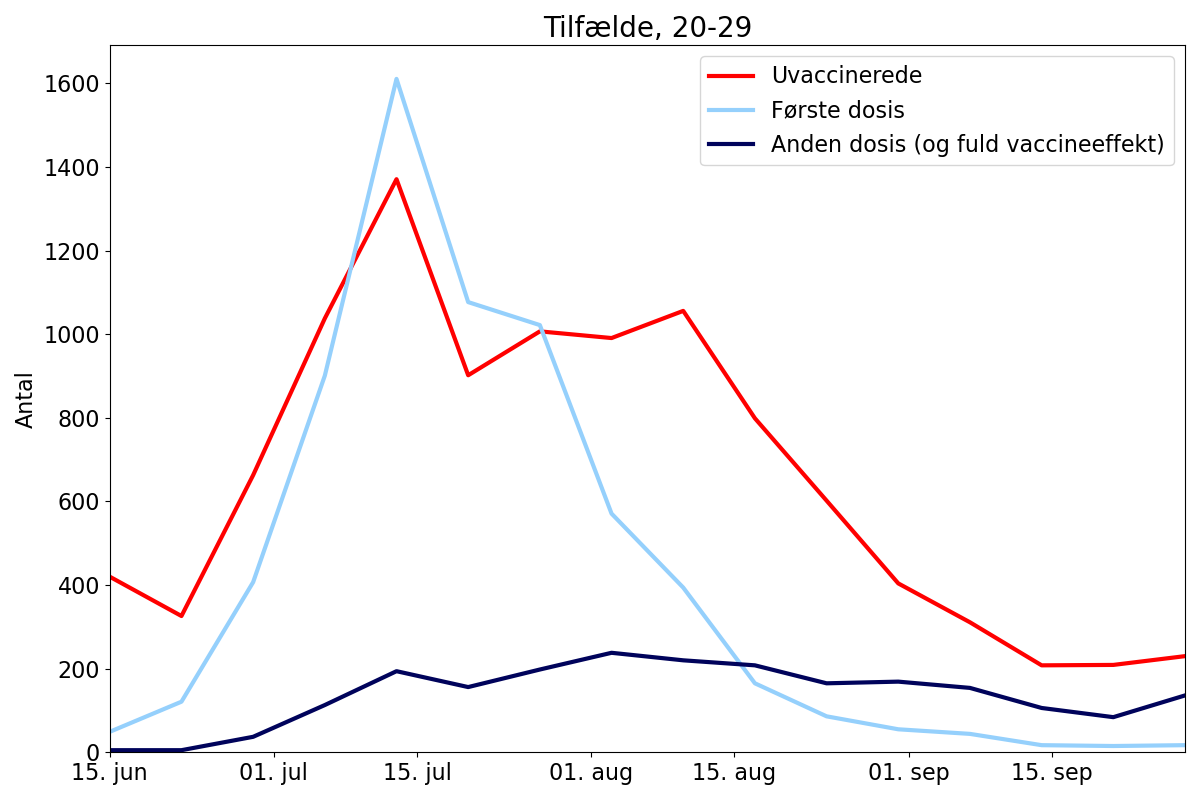 Tilfælde, 20-29
Uvaccinerede
Første dosis
Anden dosis (og fuld vaccineeffekt)
Antal
1600
1400
1200
1000
800
600
400
200
0
15. jun 01. jul 15. jul 01. aug 15. aug 01. sep 15. sep